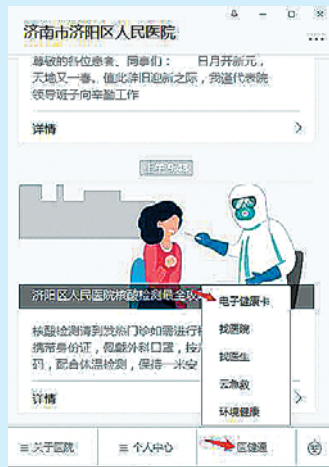 济南市济阳区人民医院
尊敬的各位患者、同事们： 日月开新元，
天地又一春。值此辞旧迎新之际，我谨代表院
领导班子向辛勤工作
详情
济阳区人民医院核酸检测最全攻
核酸检测请到发热门诊如需进行核
携带身份证，佩戴外科口罩，按
码，配合体温检测，保持一米安
详情
电子健康卡
找医院
找医生
云急救
环境健康
关于医院
个人中心
医健通